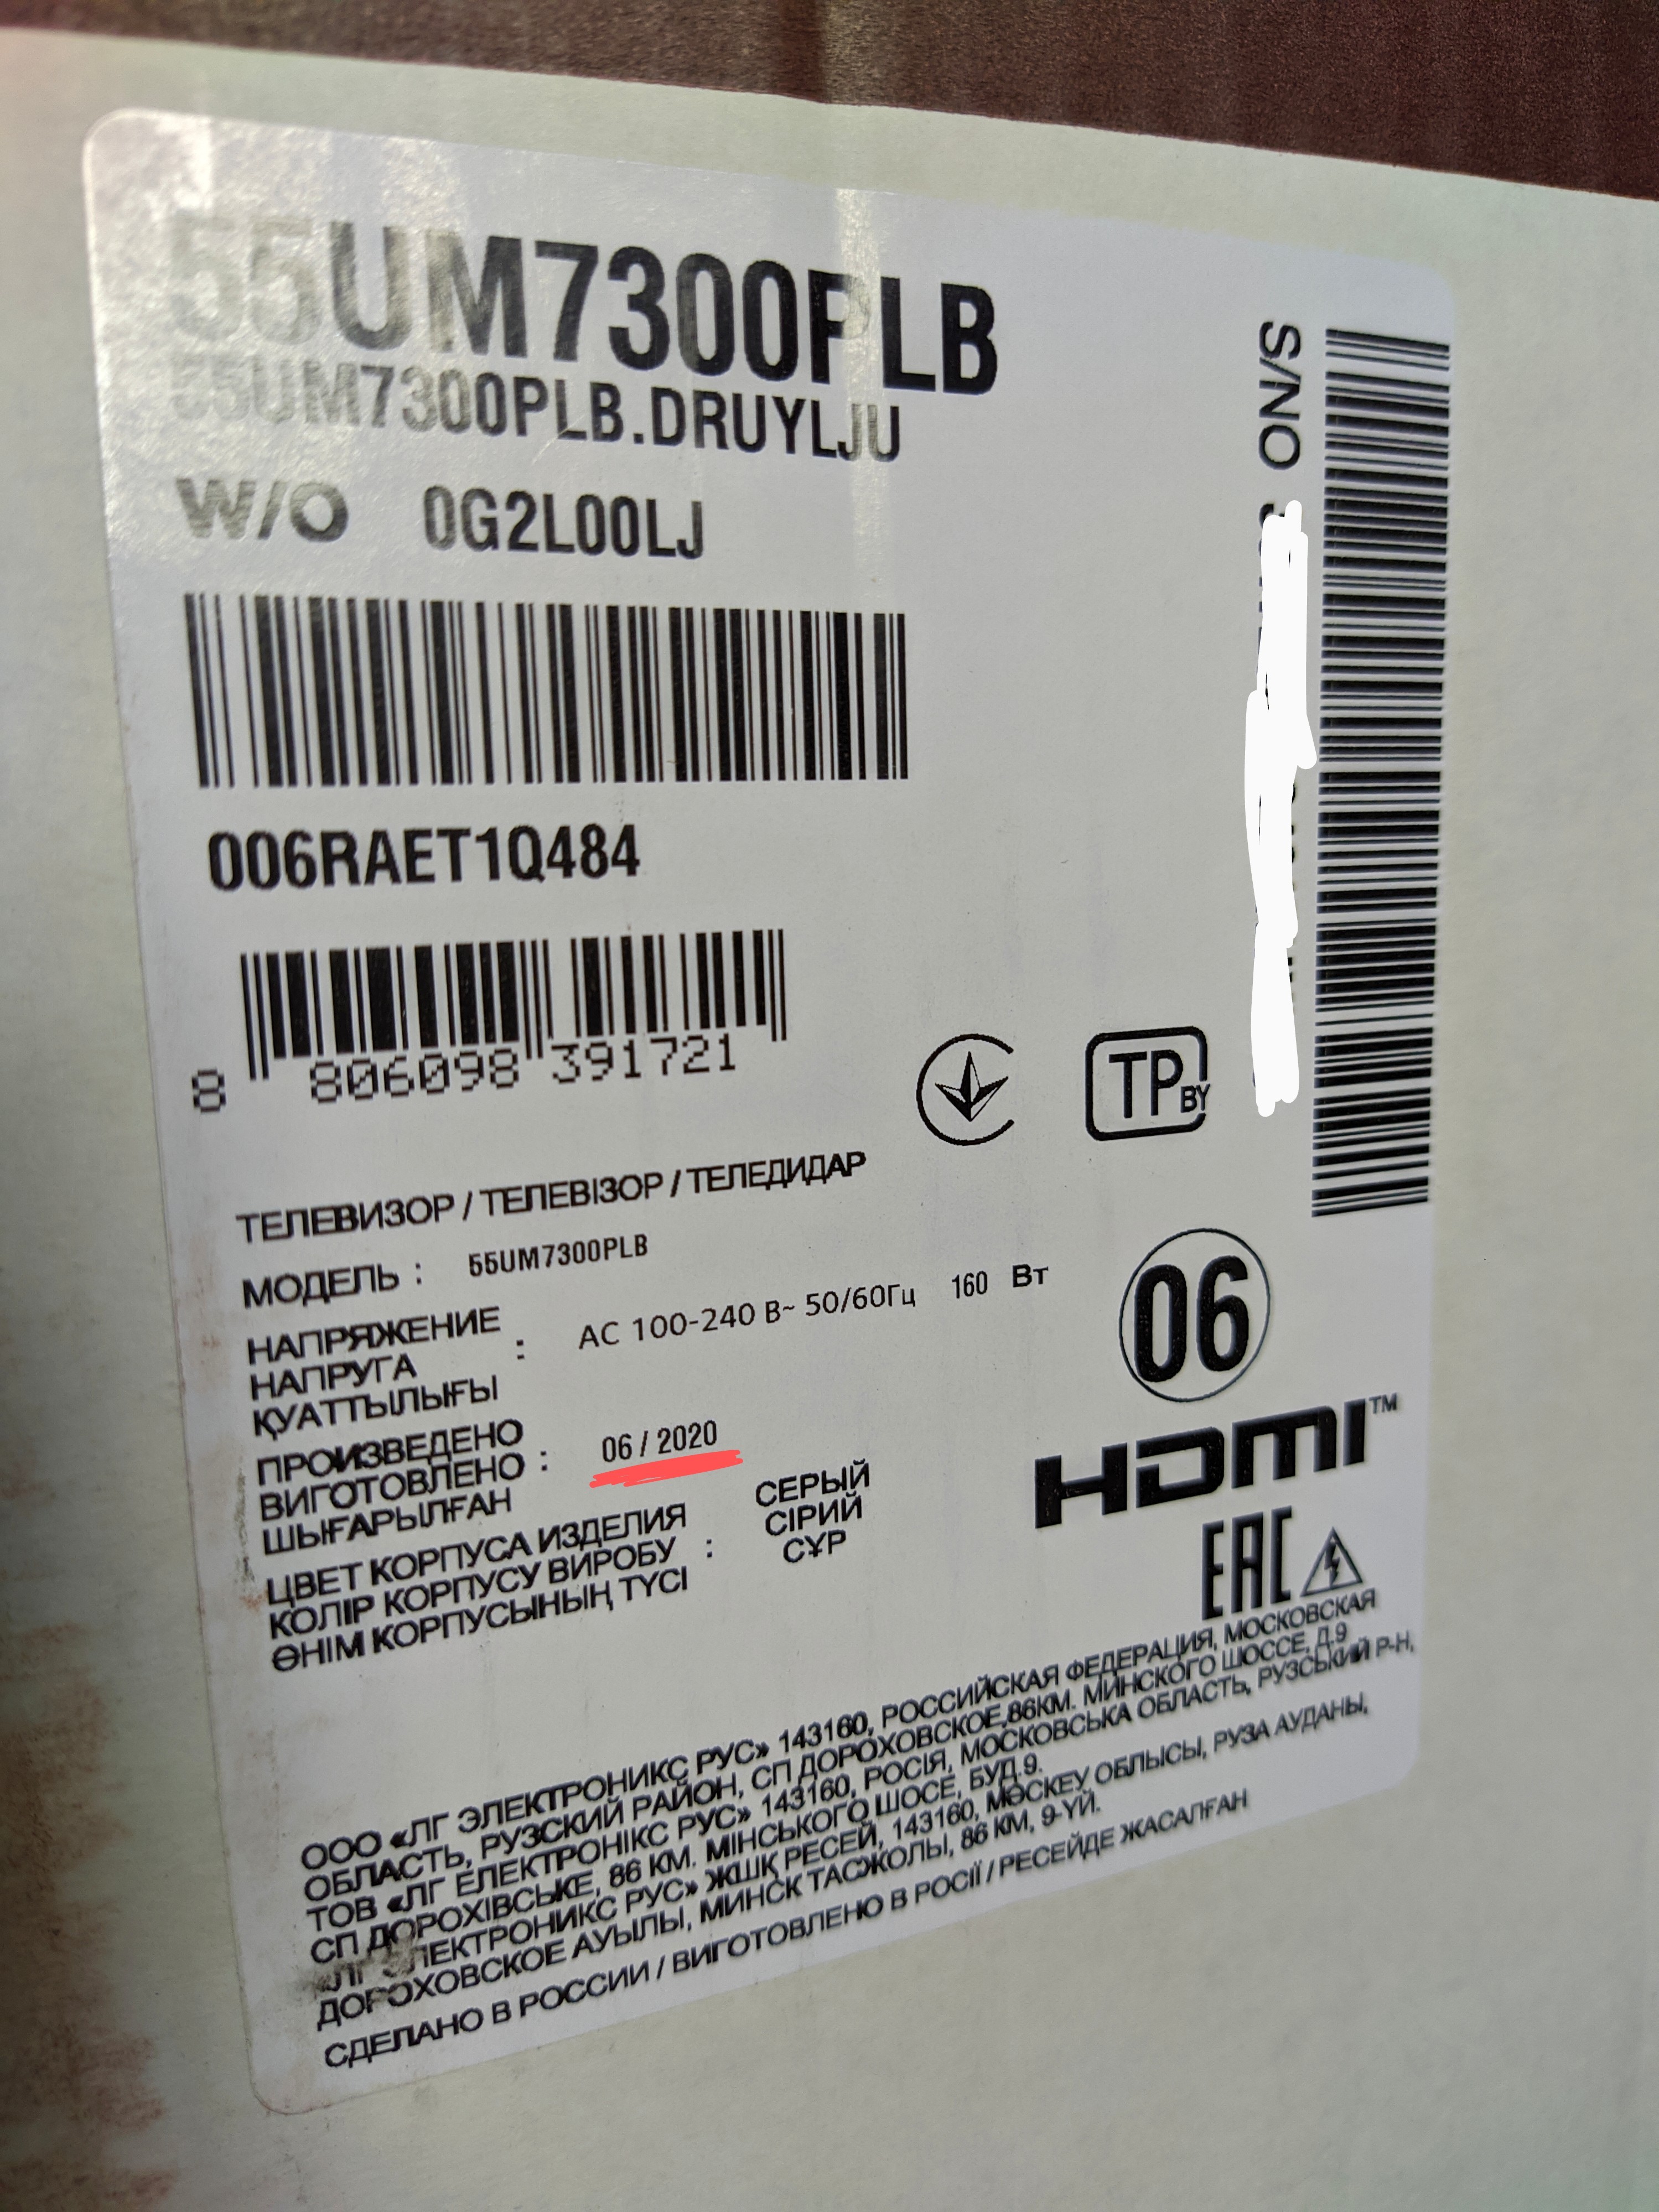 55UM7300PLB
55UM7300PLB.DRUYLJU
W/O 0G2L00LJ
S/NO
006RAET1Q484
8 806098 391721
TP BY
ТЕЛЕВИЗОР / ТЕЛЕВІЗОР / ТЕЛЕДИДАР
МОДЕЛЬ : 55UM7300PLB
НАПРЯЖЕНИЕ
НАПРУГА : AC 100-240 В~ 50/60Гц 160 Вт
ҚУАТТЫЛЫҒЫ
06
ПРОИЗВЕДЕНО
ВИГОТОВЛЕНО : 06 / 2020
ШЫҒАРЫЛҒАН
HDMI™
ЦВЕТ КОРПУСА ИЗДЕЛИЯ СЕРЫЙ
КОЛІР КОРПУСУ ВИРОБУ : СІРИЙ
ӨНІМ КОРПУСЫНЫҢ ТҮСІ СҰР
EAC
ООО «ЛГ ЭЛЕКТРОНИКС РУС» 143160, РОССИЙСКАЯ ФЕДЕРАЦИЯ, МОСКОВСКАЯ
ОБЛАСТЬ, РУЗСКИЙ РАЙОН, СП ДОРОХОВСКОЕ,86КМ. МИНСКОГО ШОССЕ, Д.9
ТОВ «ЛГ ЕЛЕКТРОНІКС РУС» 143160, РОСІЯ, МОСКОВСЬКА ОБЛАСТЬ, РУЗСЬКИЙ Р-Н,
СП ДОРОХІВСЬКЕ, 86 КМ. МІНСЬКОГО ШОСЕ, БУД.9.
«ЛГ ЭЛЕКТРОНИКС РУС» ЖШҚ РЕСЕЙ, 143160, МӘСКЕУ ОБЛЫСЫ, РУЗА АУДАНЫ,
ДОРОХОВСКОЕ АУЫЛЫ, МИНСК ТАСЖОЛЫ, 86 КМ, 9-ҮЙ.
СДЕЛАНО В РОССИИ / ВИГОТОВЛЕНО В РОСІЇ / РЕСЕЙДЕ ЖАСАЛҒАН